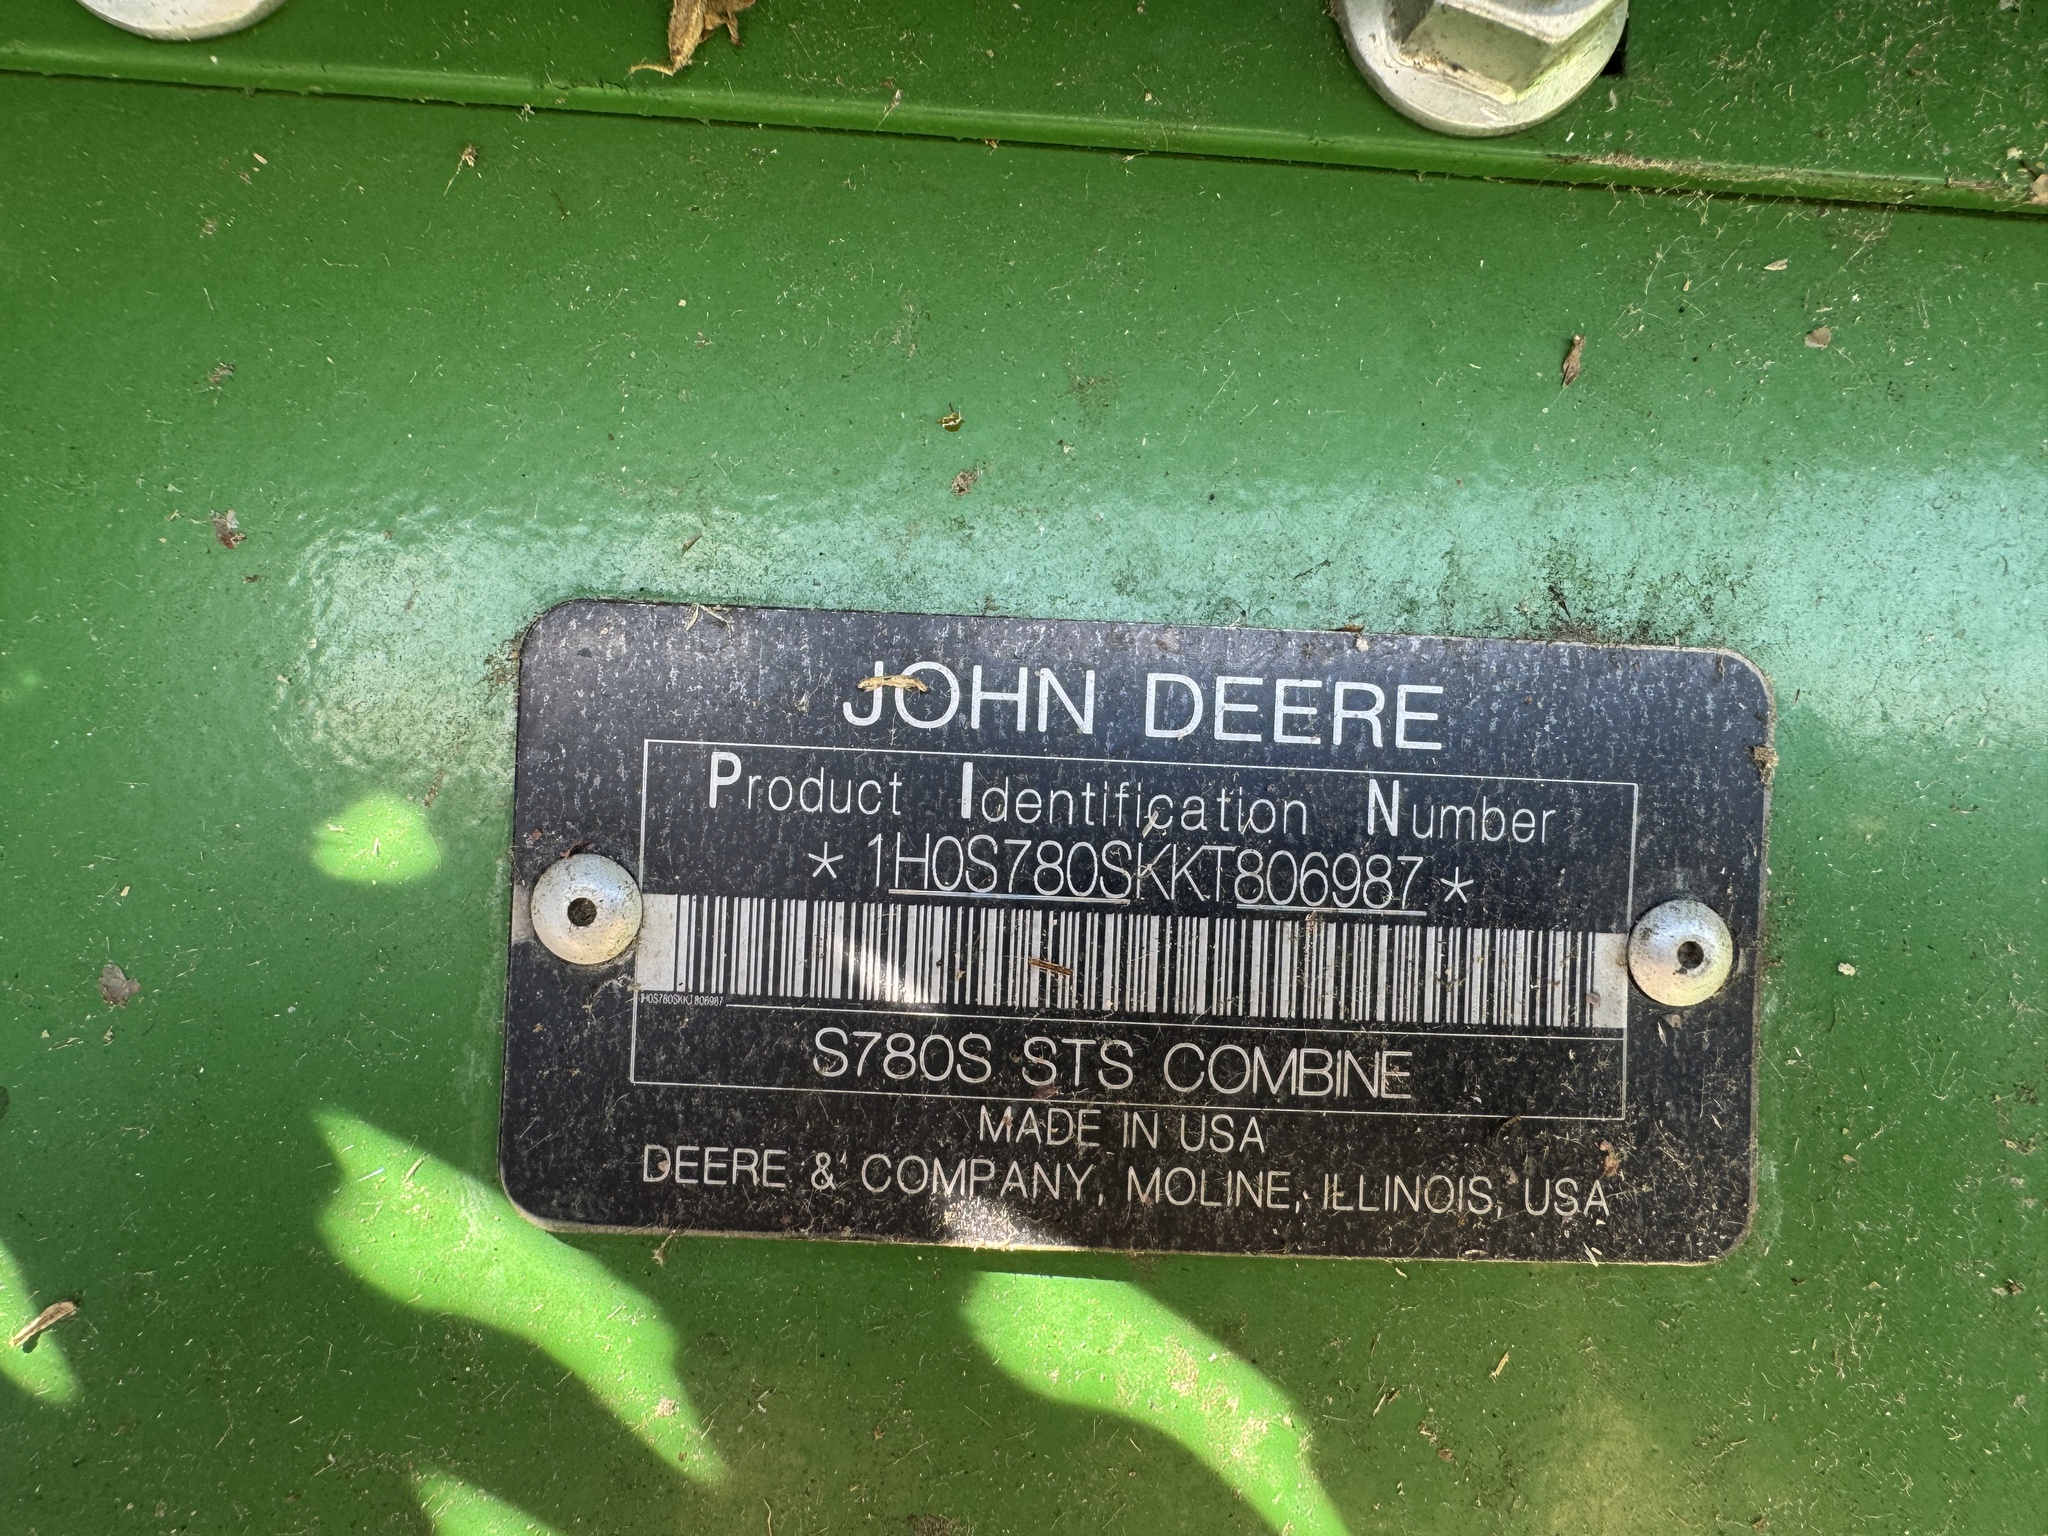 JOHN DEERE
Product Identification Number
* 1H0S780SKKT806987 *
1H0S780SKKT806987
S780S STS COMBINE
MADE IN USA
DEERE & COMPANY, MOLINE, ILLINOIS, USA